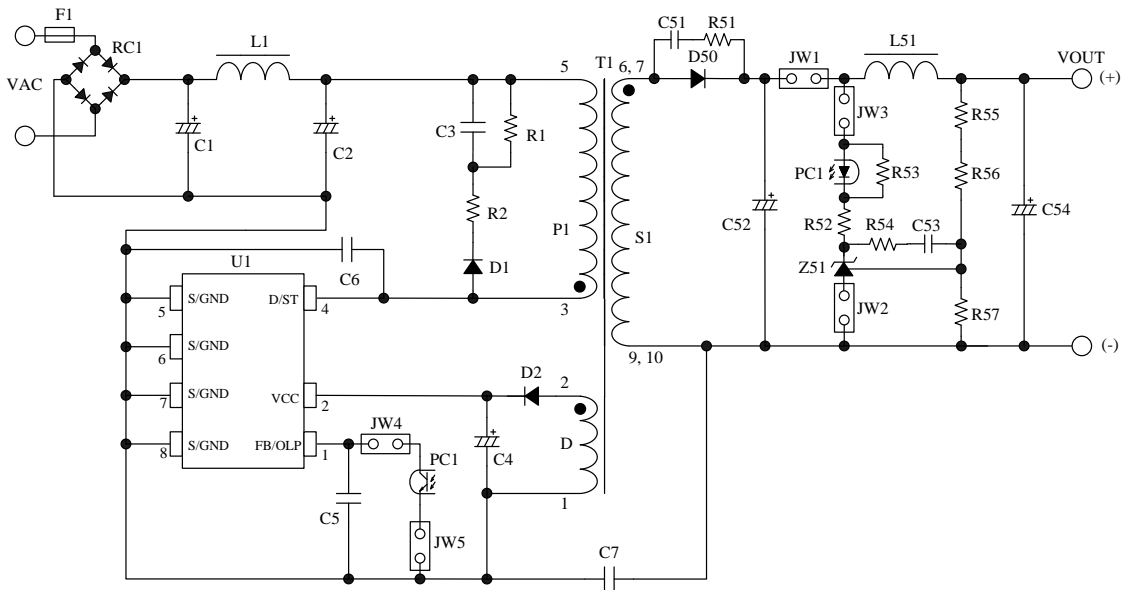 F1
RC1
VAC
L1
C1
C2
C3
R1
R2
D1
C6
5
P1
3
T1
6, 7
S1
9, 10
C51
R51
D50
JW1
L51
VOUT
(+)
JW3
PC1
R53
R52
R54
C53
Z51
JW2
C52
R55
R56
R57
C54
(-)
U1
S/GND
5
S/GND
6
S/GND
7
S/GND
8
D/ST
4
VCC
2
FB/OLP
1
D2
2
D
1
C4
JW4
PC1
JW5
C5
C7